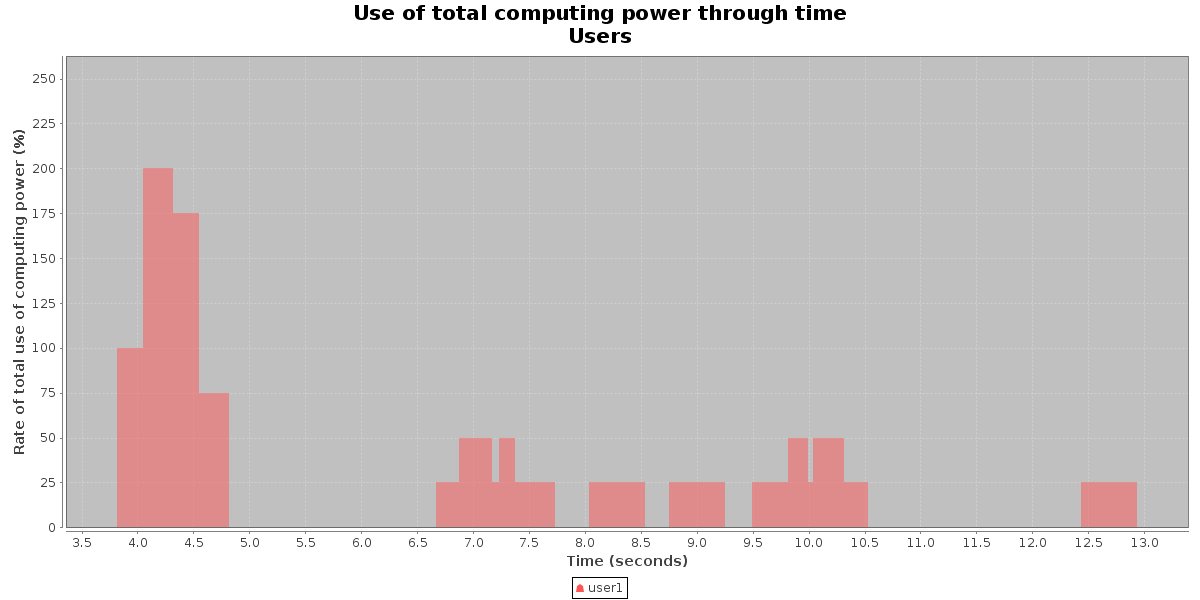 Use of total computing power through time
Users
Rate of total use of computing power (%)
250
225
200
175
150
125
100
75
50
25
0
3.5 4.0 4.5 5.0 5.5 6.0 6.5 7.0 7.5 8.0 8.5 9.0 9.5 10.0 10.5 11.0 11.5 12.0 12.5 13.0
Time (seconds)
user1